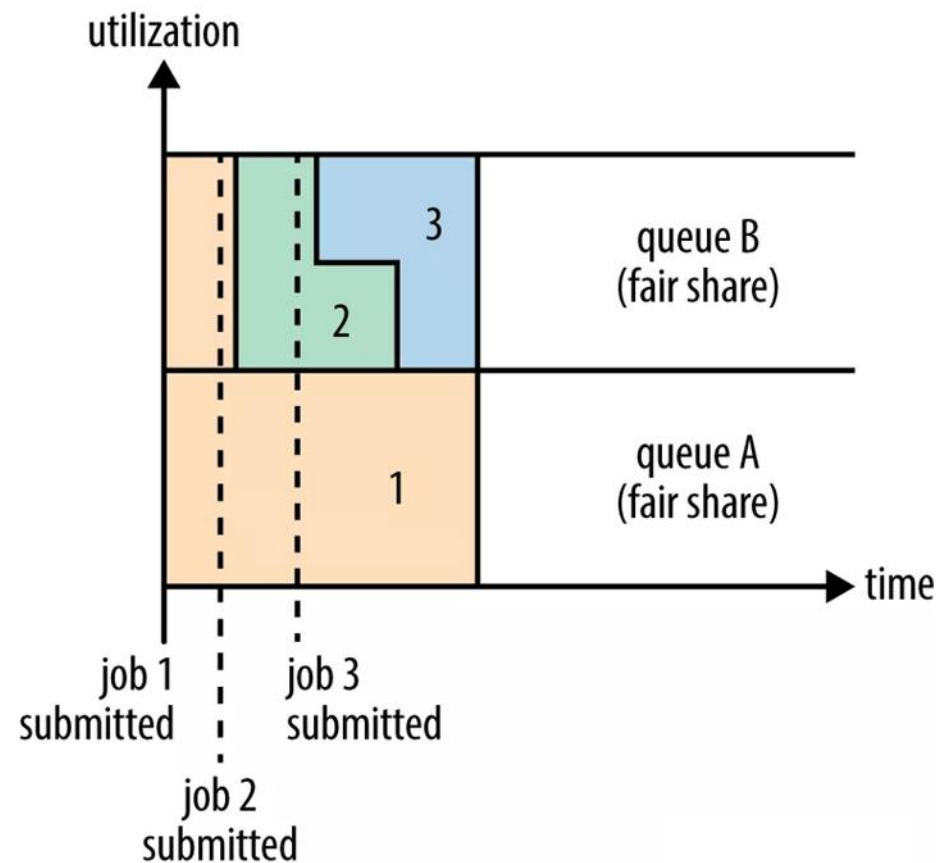 utilization
3
queue B
(fair share)
2
queue A
(fair share)
1
time
job 1
submitted
job 3
submitted
job 2
submitted